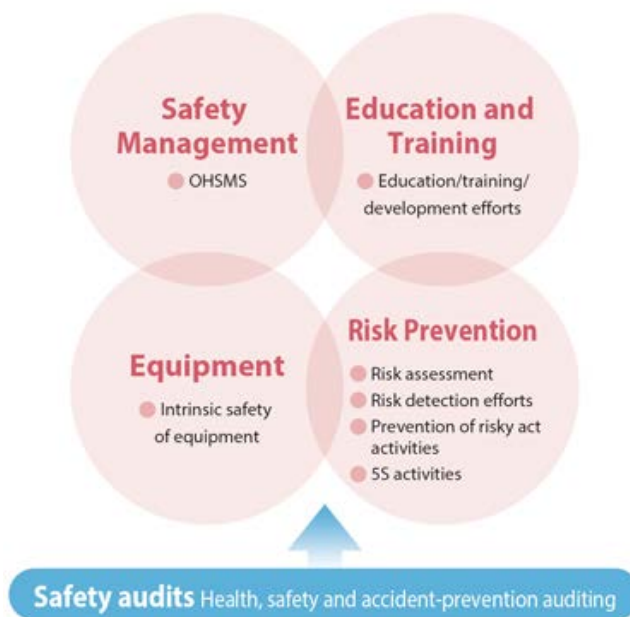 Safety
Management
OHSMS
Education and
Training
Education/training/
development efforts
Equipment
Intrinsic safety
of equipment
Risk Prevention
Risk assessment
Risk detection efforts
Prevention of risky act
activities
5S activities
Safety audits Health, safety and accident-prevention auditing